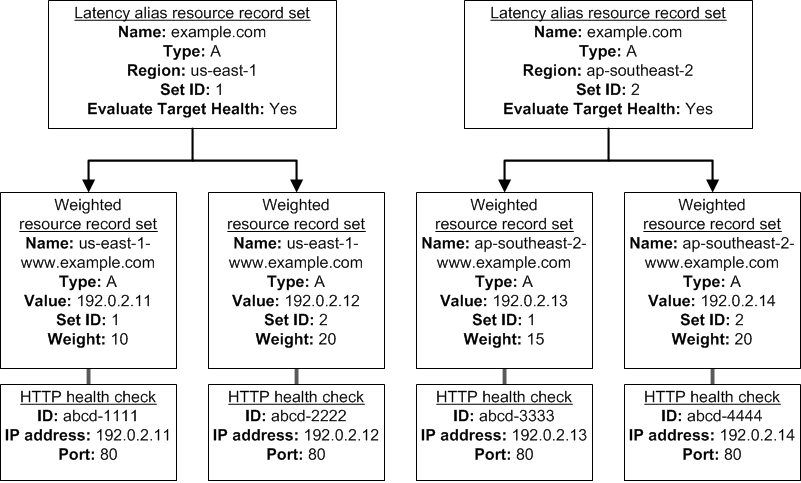 Latency alias resource record set
Name: example.com
Type: A
Region: us-east-1
Set ID: 1
Evaluate Target Health: Yes
Latency alias resource record set
Name: example.com
Type: A
Region: ap-southeast-2
Set ID: 2
Evaluate Target Health: Yes
Weighted
resource record set
Name: us-east-1-
www.example.com
Type: A
Value: 192.0.2.11
Set ID: 1
Weight: 10
Weighted
resource record set
Name: us-east-1-
www.example.com
Type: A
Value: 192.0.2.12
Set ID: 2
Weight: 20
Weighted
resource record set
Name: ap-southeast-2-
www.example.com
Type: A
Value: 192.0.2.13
Set ID: 1
Weight: 15
Weighted
resource record set
Name: ap-southeast-2-
www.example.com
Type: A
Value: 192.0.2.14
Set ID: 2
Weight: 20
HTTP health check
ID: abcd-1111
IP address: 192.0.2.11
Port: 80
HTTP health check
ID: abcd-2222
IP address: 192.0.2.12
Port: 80
HTTP health check
ID: abcd-3333
IP address: 192.0.2.13
Port: 80
HTTP health check
ID: abcd-4444
IP address: 192.0.2.14
Port: 80